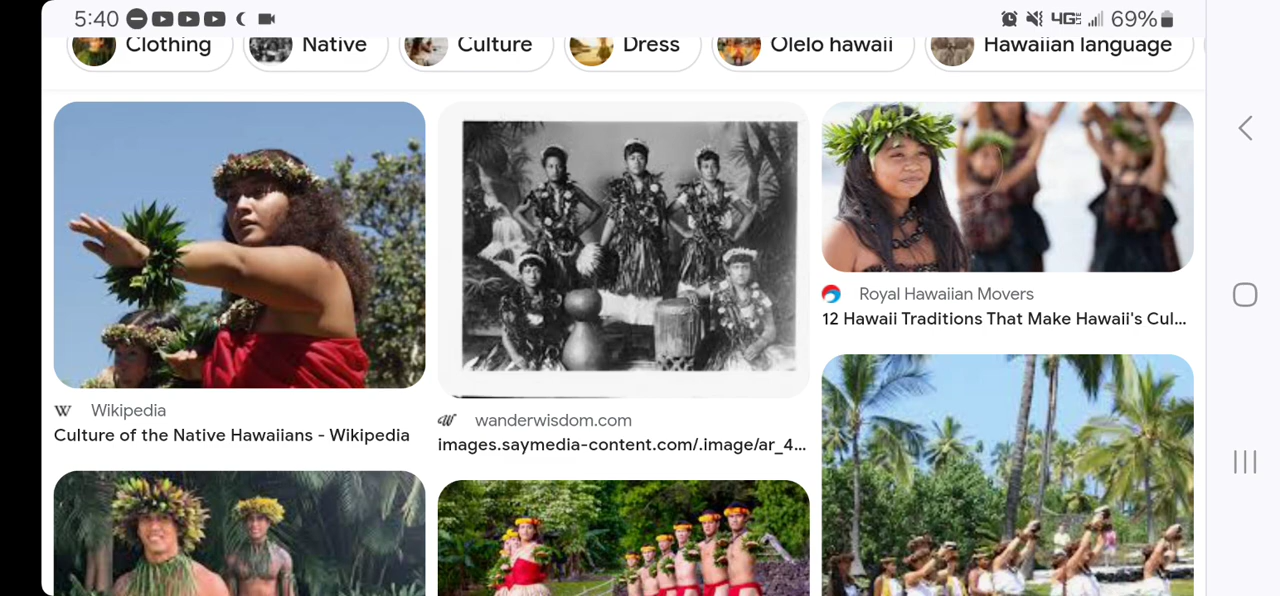 5:40
4G
69%
Clothing
Native
Culture
Dress
Olelo hawaii
Hawaiian language
W Wikipedia
Culture of the Native Hawaiians - Wikipedia
W wanderwisdom.com
images.saymedia-content.com/.image/ar_4...
Royal Hawaiian Movers
12 Hawaii Traditions That Make Hawaii's Cul...